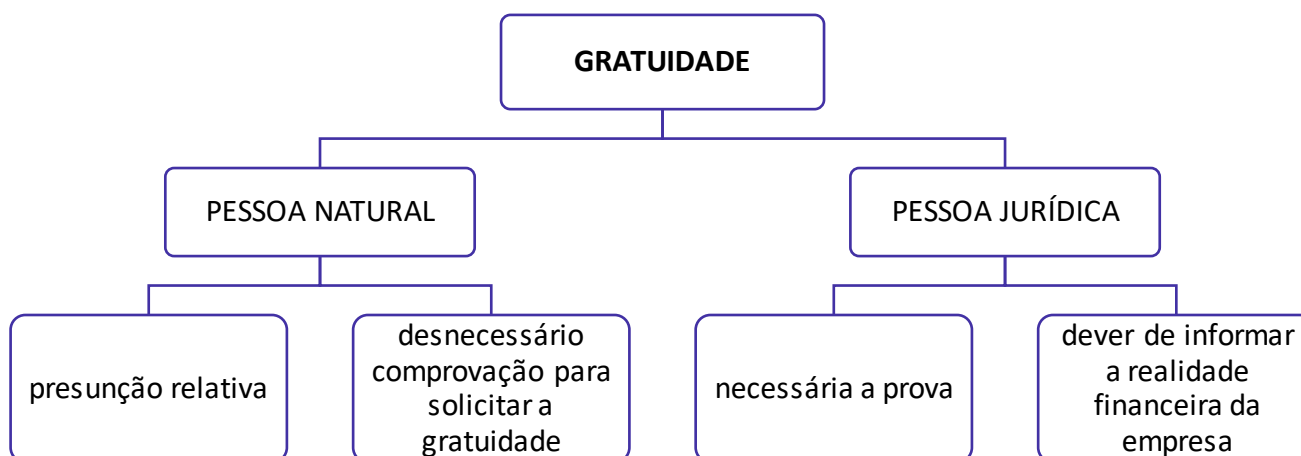 GRATUIDADE
PESSOA NATURAL
PESSOA JURÍDICA
presunção relativa
desnecessário
comprovação para
solicitar a
gratuidade
necessária a prova
dever de informar
a realidade
financeira da
empresa